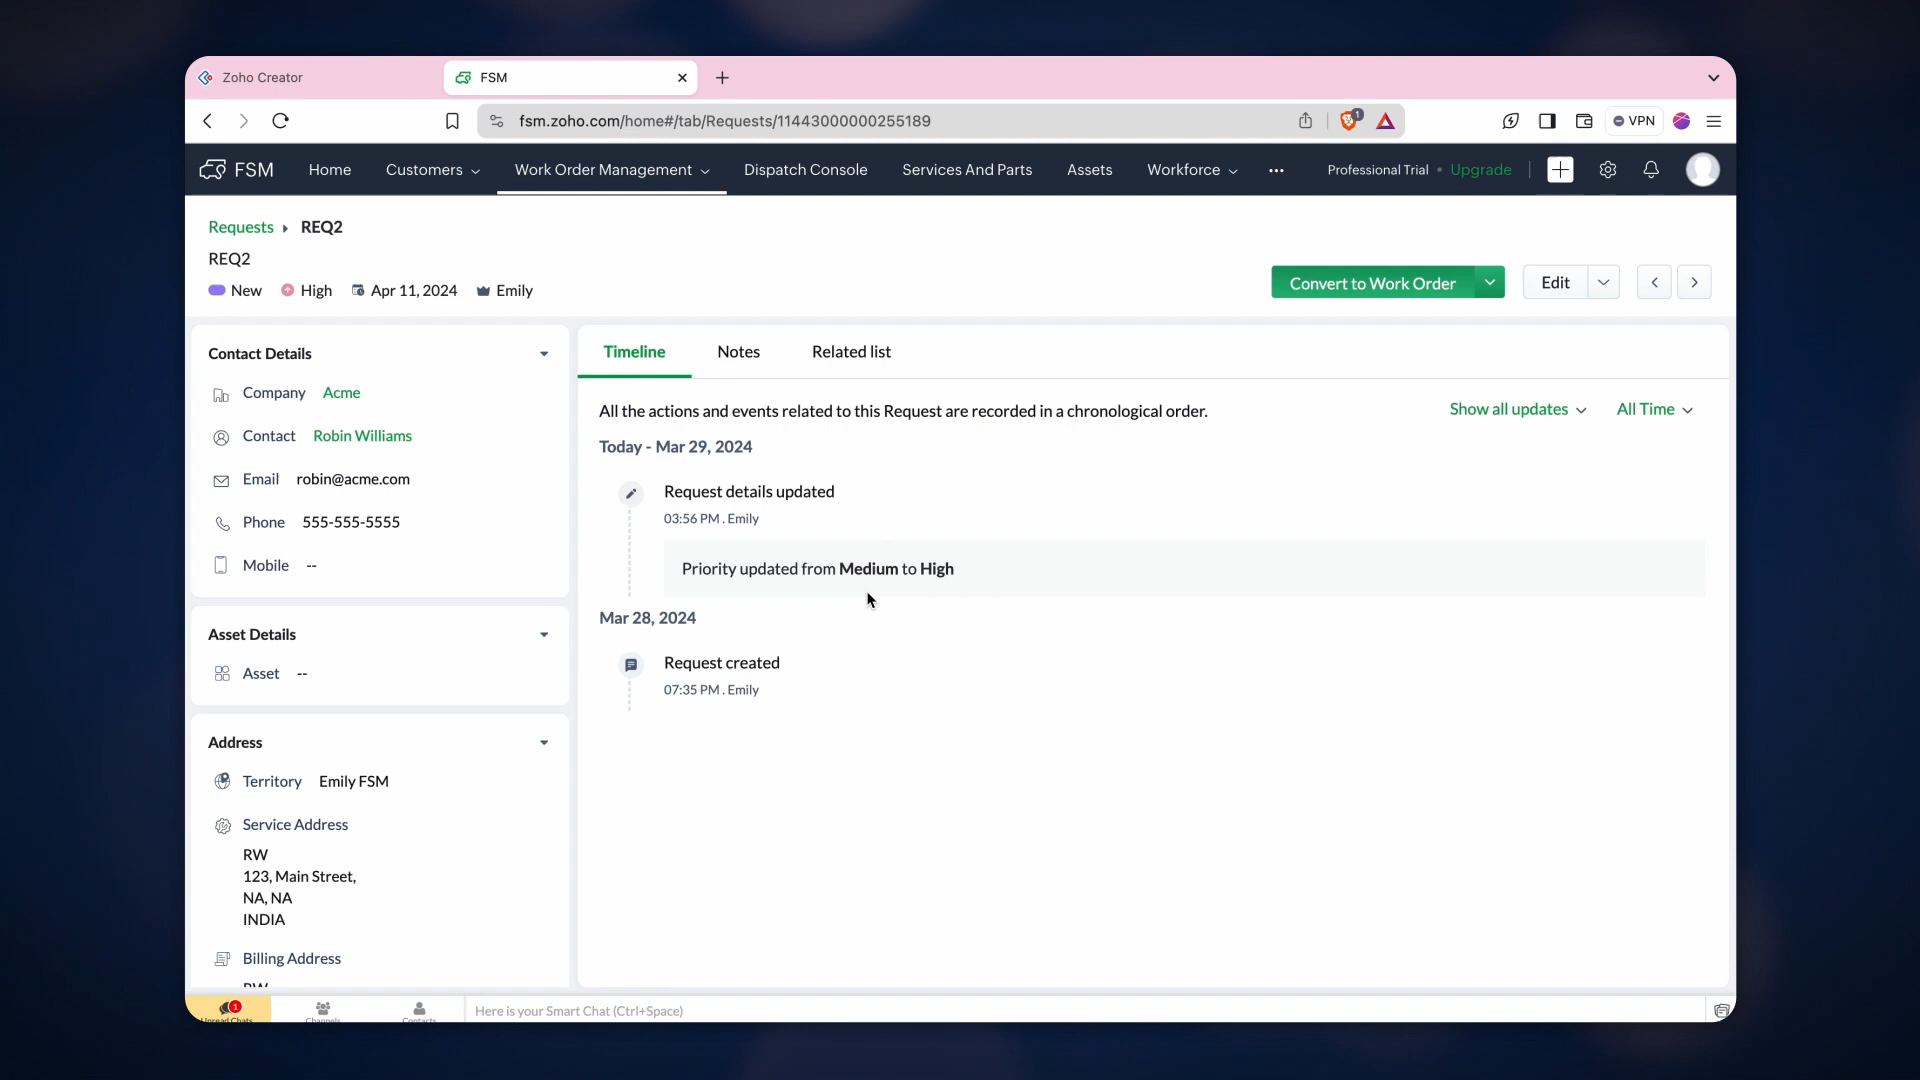 Zoho Creator
FSM
fsm.zoho.com/home#/tab/Requests/11443000000255189
1
VPN
FSM
Home
Customers
Work Order Management
Dispatch Console
Services And Parts
Assets
Workforce
Professional Trial • Upgrade
Requests REQ2
REQ2
New High Apr 11, 2024 Emily
Convert to Work Order
Edit
Contact Details
Company Acme
Contact Robin Williams
Email robin@acme.com
Phone 555-555-5555
Mobile --
Asset Details
Asset --
Address
Territory Emily FSM
Service Address
RW
123, Main Street,
NA, NA
INDIA
Billing Address
RW
Timeline
Notes
Related list
All the actions and events related to this Request are recorded in a chronological order.
Show all updates
All Time
Today - Mar 29, 2024
Request details updated
03:56 PM . Emily
Priority updated from Medium to High
Mar 28, 2024
Request created
07:35 PM . Emily
1
Unread Chats
Channels
Contacts
Here is your Smart Chat (Ctrl+Space)